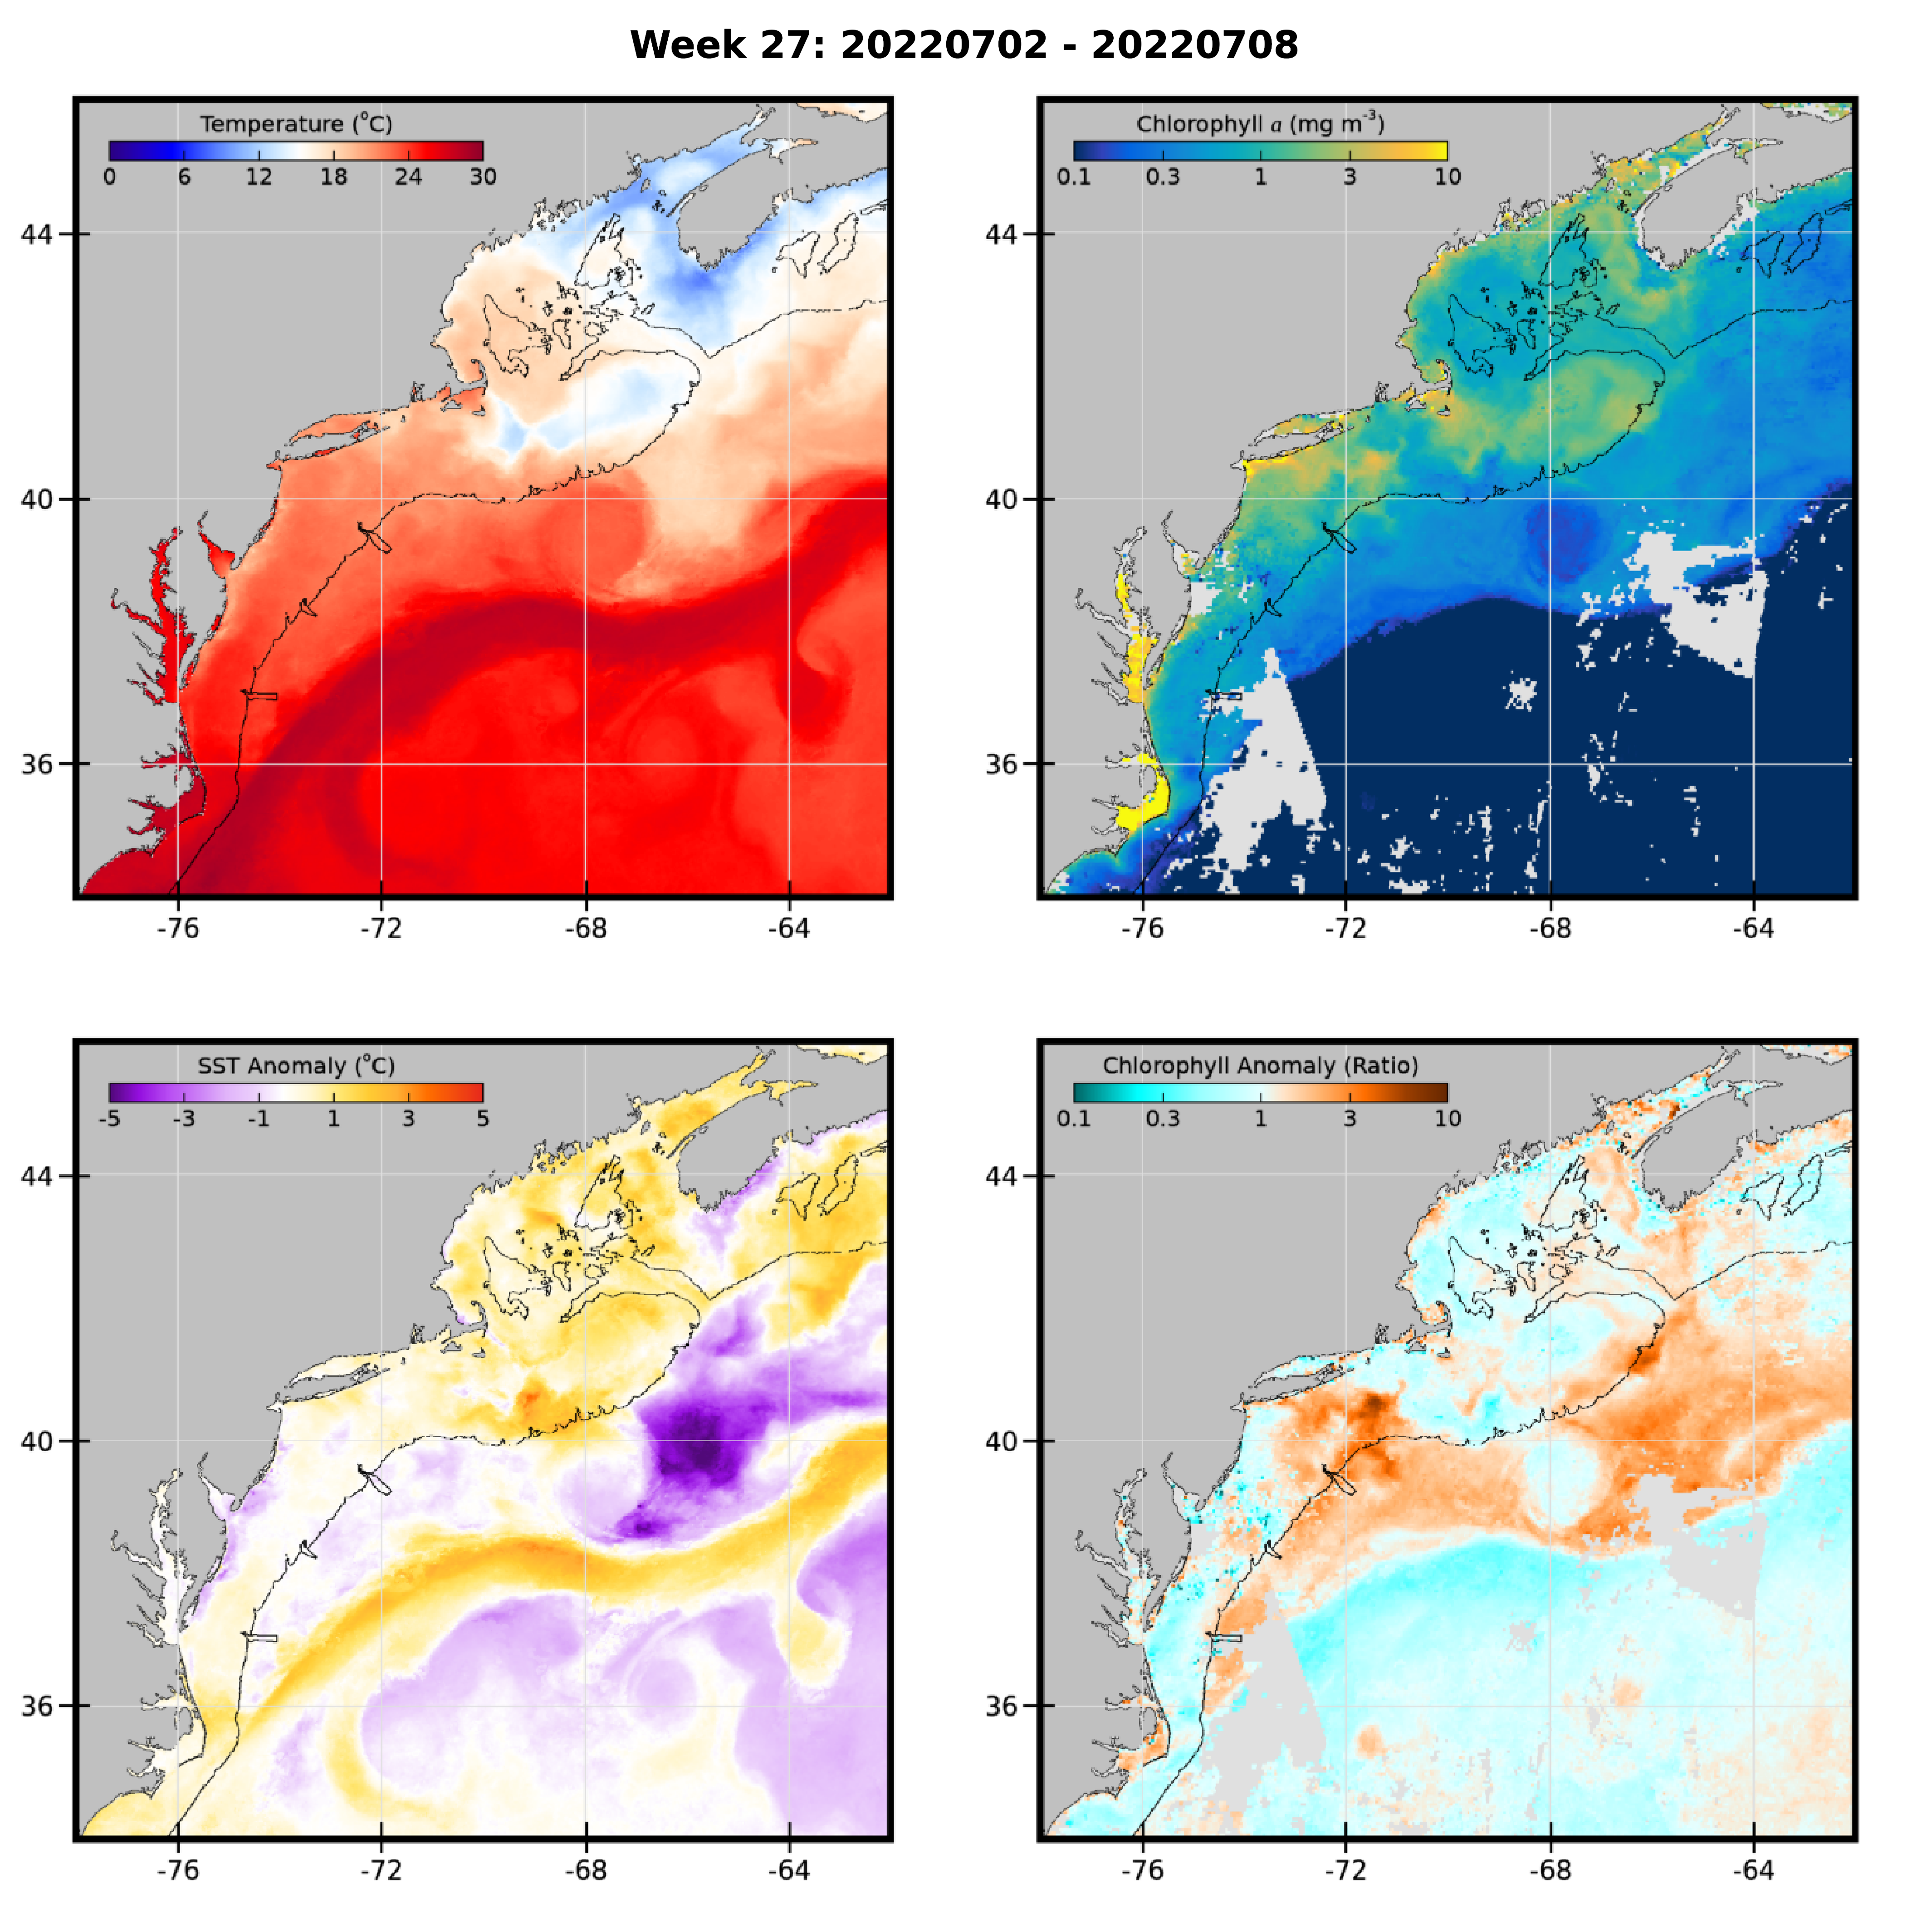 Week 27: 20220702 - 20220708
Temperature (°C)
0 6 12 18 24 30
44
40
36
-76 -72 -68 -64
Chlorophyll a (mg m⁻³)
0.1 0.3 1 3 10
44
40
36
-76 -72 -68 -64
SST Anomaly (°C)
-5 -3 -1 1 3 5
44
40
36
-76 -72 -68 -64
Chlorophyll Anomaly (Ratio)
0.1 0.3 1 3 10
44
40
36
-76 -72 -68 -64